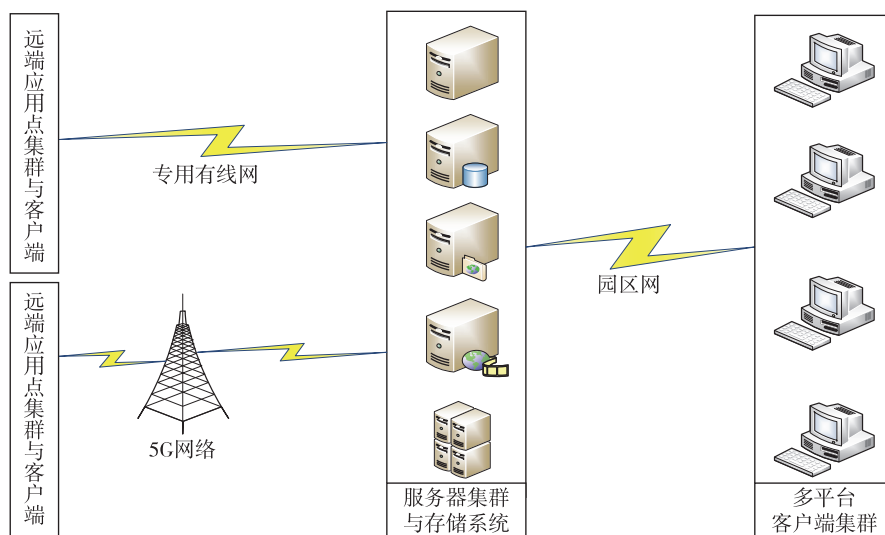 远端应用点集群与客户端
专用有线网
远端应用点集群与客户端
5G网络
服务器集群
与存储系统
园区网
多平台
客户端集群